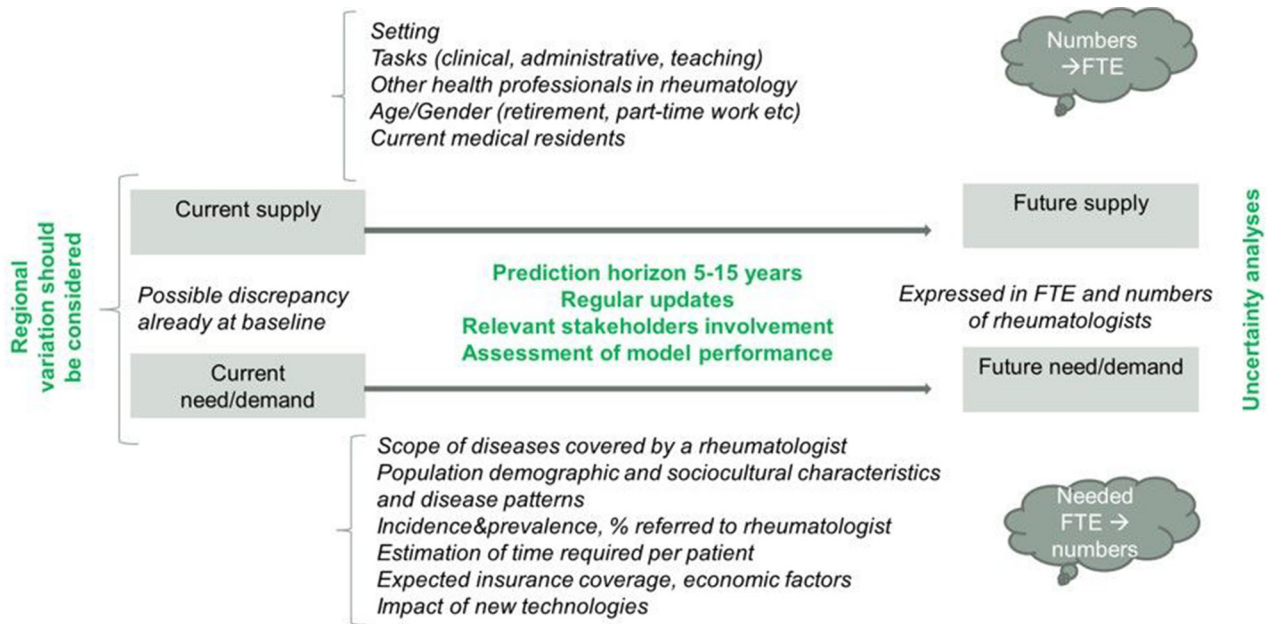 Setting
Tasks (clinical, administrative, teaching)
Other health professionals in rheumatology
Age/Gender (retirement, part-time work etc)
Current medical residents
Numbers
→FTE
Regional
variation should
be considered
Current supply
Future supply
Possible discrepancy
already at baseline
Prediction horizon 5-15 years
Regular updates
Relevant stakeholders involvement
Assessment of model performance
Expressed in FTE and numbers
of rheumatologists
Uncertainty analyses
Current
need/demand
Future need/demand
Scope of diseases covered by a rheumatologist
Population demographic and sociocultural characteristics
and disease patterns
Incidence&prevalence, % referred to rheumatologist
Estimation of time required per patient
Expected insurance coverage, economic factors
Impact of new technologies
Needed
FTE →
numbers